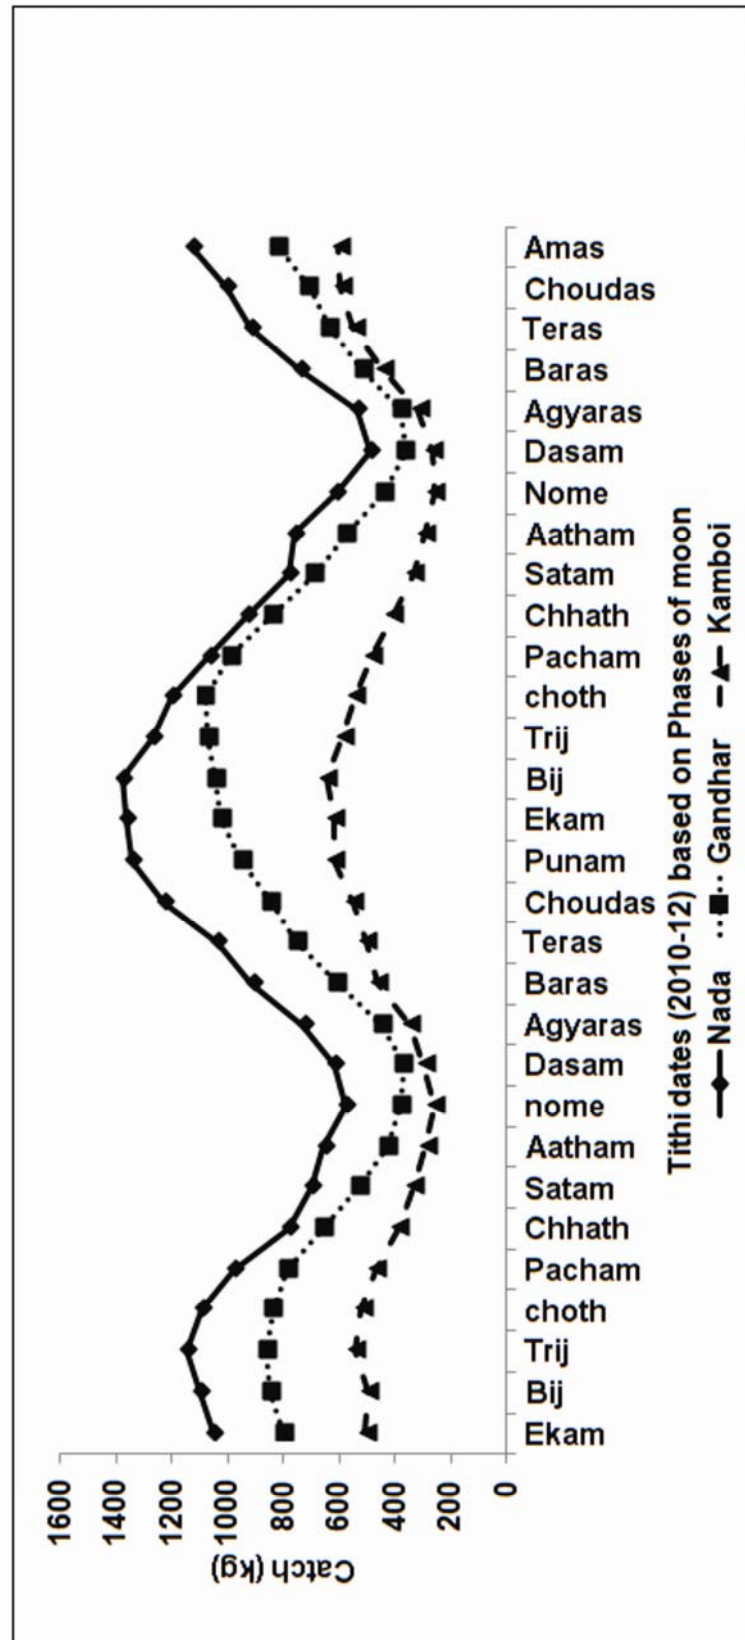 Catch (kg)
1600
1400
1200
1000
800
600
400
200
0
Ekam
Bij
Trij
choth
Pacham
Chhath
Satam
Aatham
nome
Dasam
Agyaras
Baras
Teras
Choudas
Punam
Ekam
Bij
Trij
choth
Pacham
Chhath
Satam
Aatham
Nome
Dasam
Agyaras
Baras
Teras
Choudas
Amas
Tithi dates (2010-12) based on Phases of moon
Nada Gandhar Kamboi